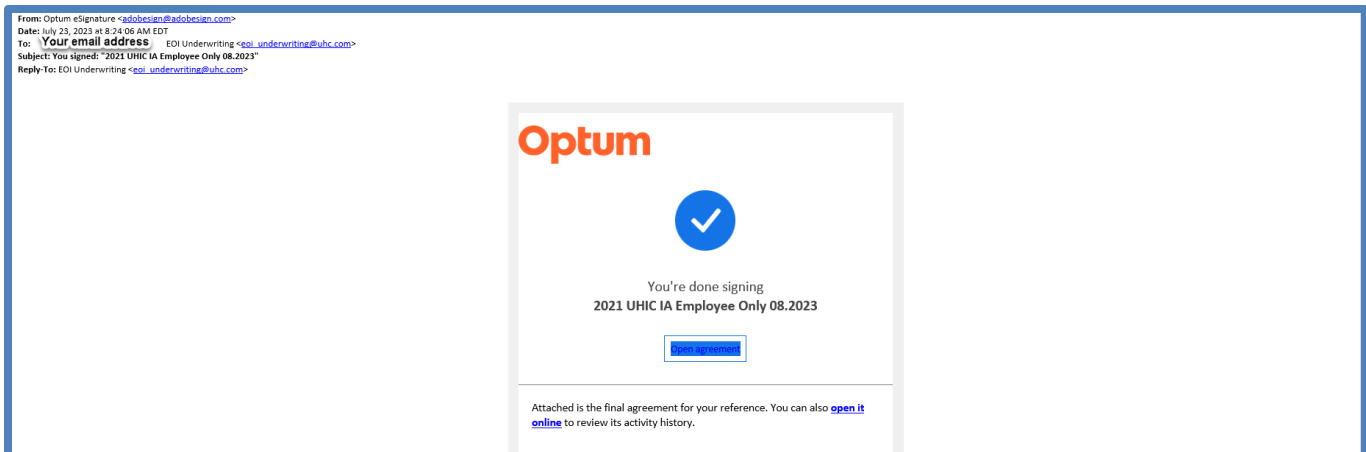 From: Optum eSignature <adobesign@adobesign.com>
Date: July 23, 2023 at 8:24:06 AM EDT
To: Your email address EOI Underwriting <eoi_underwriting@uhc.com>
Subject: You signed: "2021 UHIC IA Employee Only 08.2023"
Reply-To: EOI Underwriting <eoi_underwriting@uhc.com>
Optum
You're done signing
2021 UHIC IA Employee Only 08.2023
Open agreement
Attached is the final agreement for your reference. You can also open it
online to review its activity history.